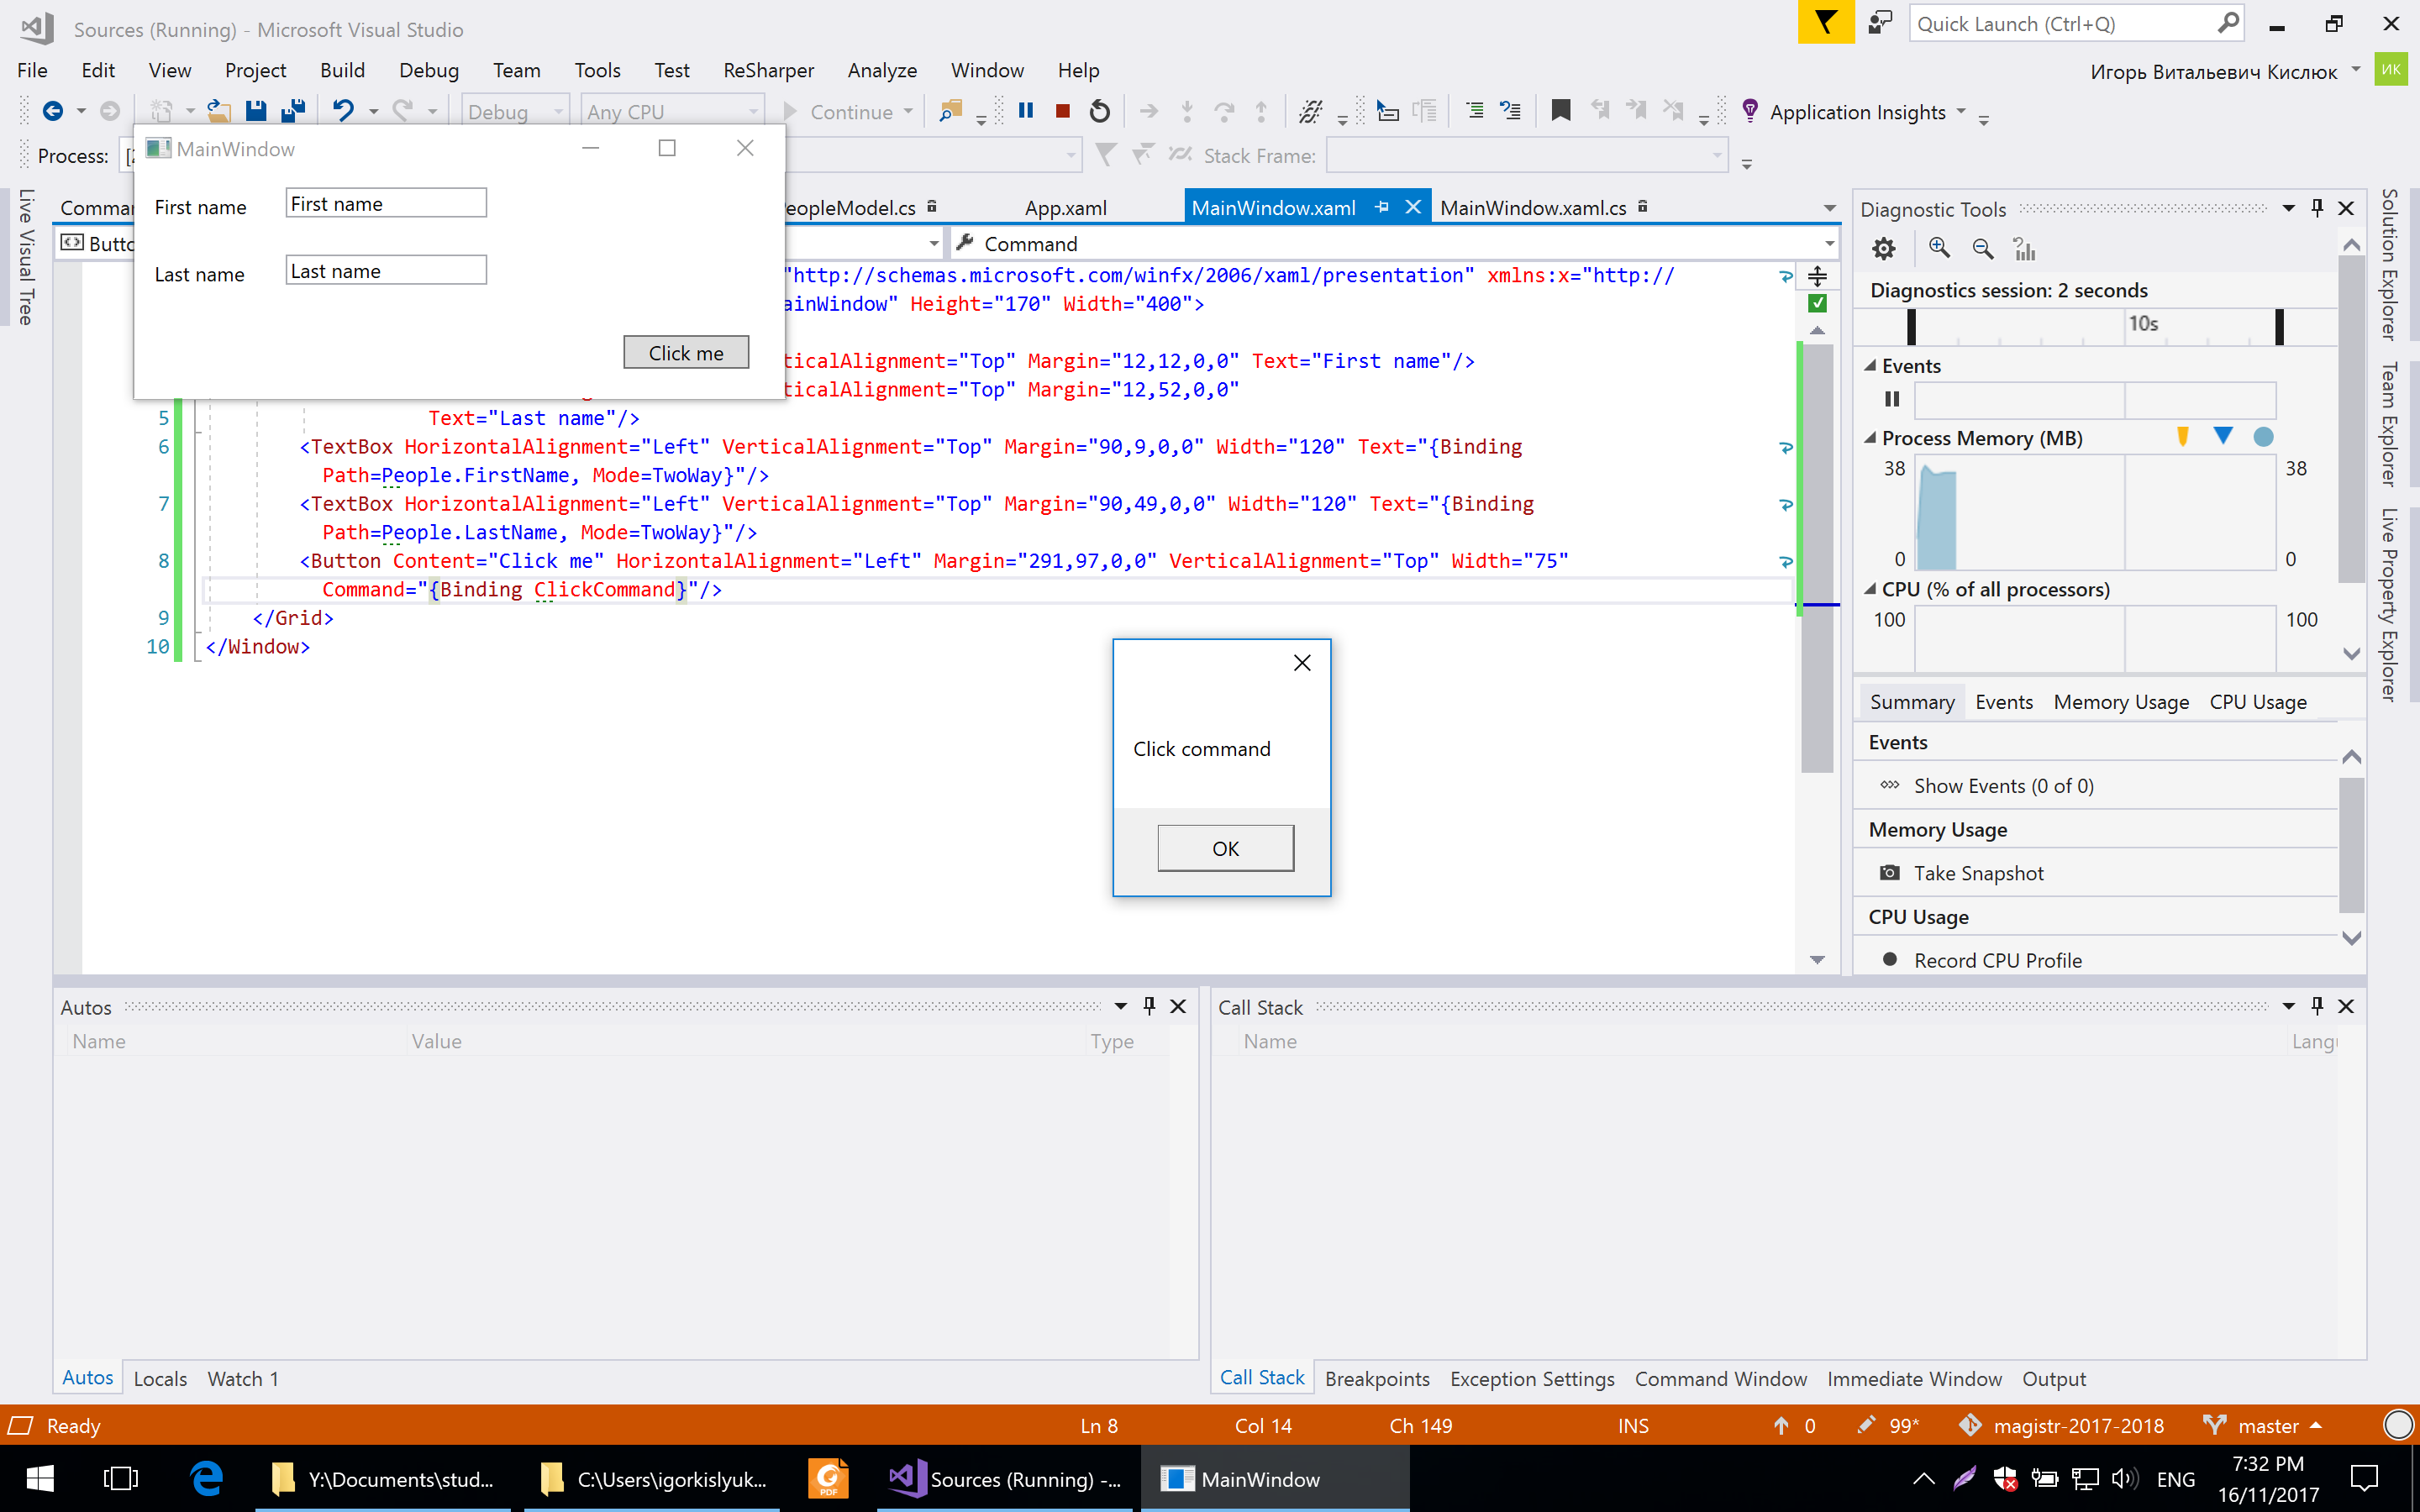 Sources (Running) - Microsoft Visual Studio
Quick Launch (Ctrl+Q)
File Edit View Project Build Debug Team Tools Test ReSharper Analyze Window Help
Игорь Витальевич Кислюк ИК
Debug Any CPU Continue Application Insights
Process: Stack Frame:
MainWindow
First name First name
Last name Last name
Click me
Live Visual Tree
App.xaml MainWindow.xaml MainWindow.xaml.cs
Command
"http://schemas.microsoft.com/winfx/2006/xaml/presentation" xmlns:x="http://
Height="170" Width="400">
Margin="12,12,0,0" Text="First name"/>
Margin="12,52,0,0"
5 Text="Last name"/>
6 <TextBox HorizontalAlignment="Left" VerticalAlignment="Top" Margin="90,9,0,0" Width="120" Text="{Binding
Path=People.FirstName, Mode=TwoWay}"/>
7 <TextBox HorizontalAlignment="Left" VerticalAlignment="Top" Margin="90,49,0,0" Width="120" Text="{Binding
Path=People.LastName, Mode=TwoWay}"/>
8 <Button Content="Click me" HorizontalAlignment="Left" Margin="291,97,0,0" VerticalAlignment="Top" Width="75"
Command="{Binding ClickCommand}"/>
9 </Grid>
10 </Window>
Click command
OK
Diagnostic Tools
Diagnostics session: 2 seconds
10s
Events
Process Memory (MB)
38 38
0 0
CPU (% of all processors)
100 100
Summary Events Memory Usage CPU Usage
Events
Show Events (0 of 0)
Memory Usage
Take Snapshot
CPU Usage
Record CPU Profile
Solution Explorer
Team Explorer
Live Property Explorer
Autos
Name Value Type
Autos Locals Watch 1
Call Stack
Name
Call Stack Breakpoints Exception Settings Command Window Immediate Window Output
Ready Ln 8 Col 14 Ch 149 INS 0 99* magistr-2017-2018 master
Y:\Documents\stud... C:\Users\igorkislyuk... PDF Sources (Running) -... MainWindow
ENG
7:32 PM
16/11/2017